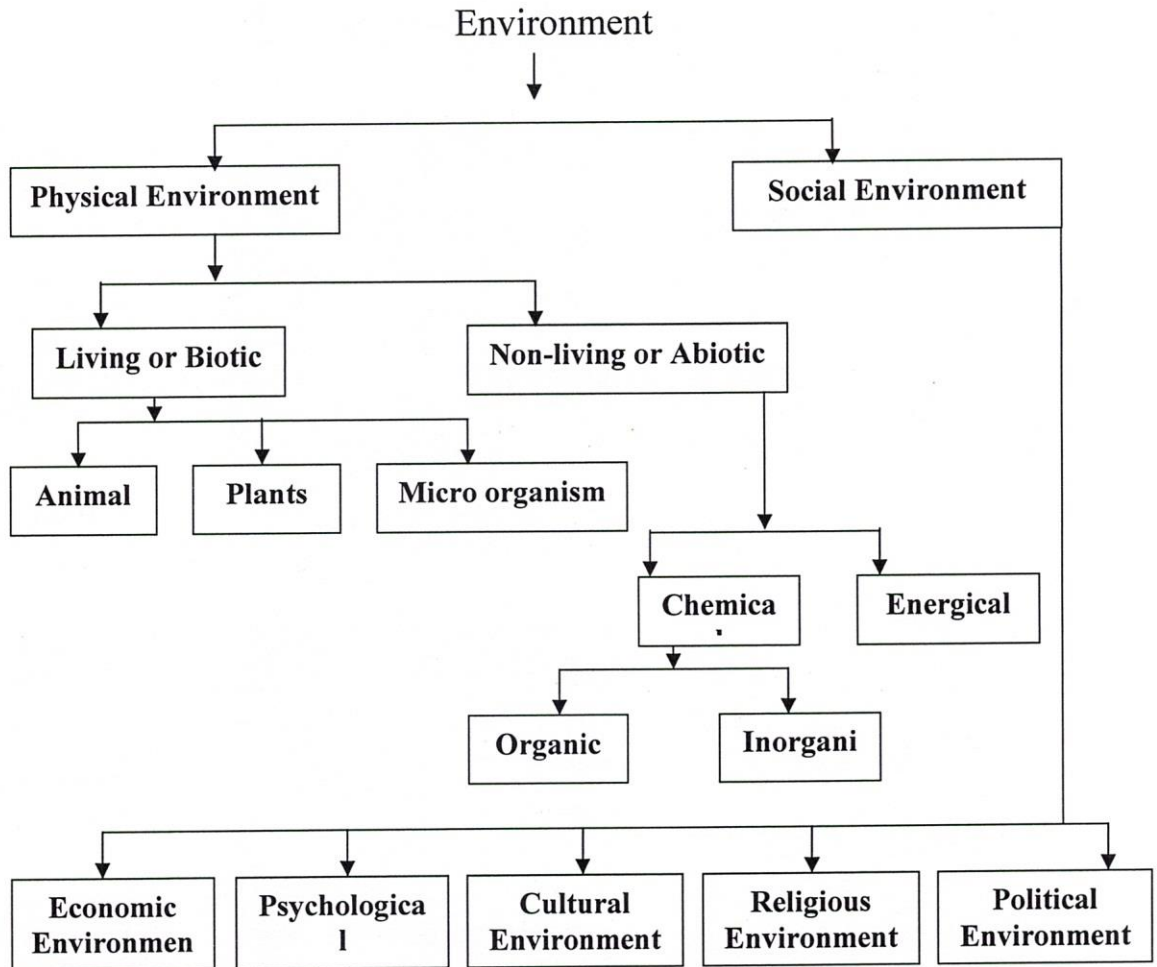 Environment
Physical Environment
Social Environment
Living or Biotic
Non-living or Abiotic
Animal
Plants
Micro organism
Chemica
Energical
Organic
Inorgani
Economic
Environmen
Psychologica
l
Cultural
Environment
Religious
Environment
Political
Environment